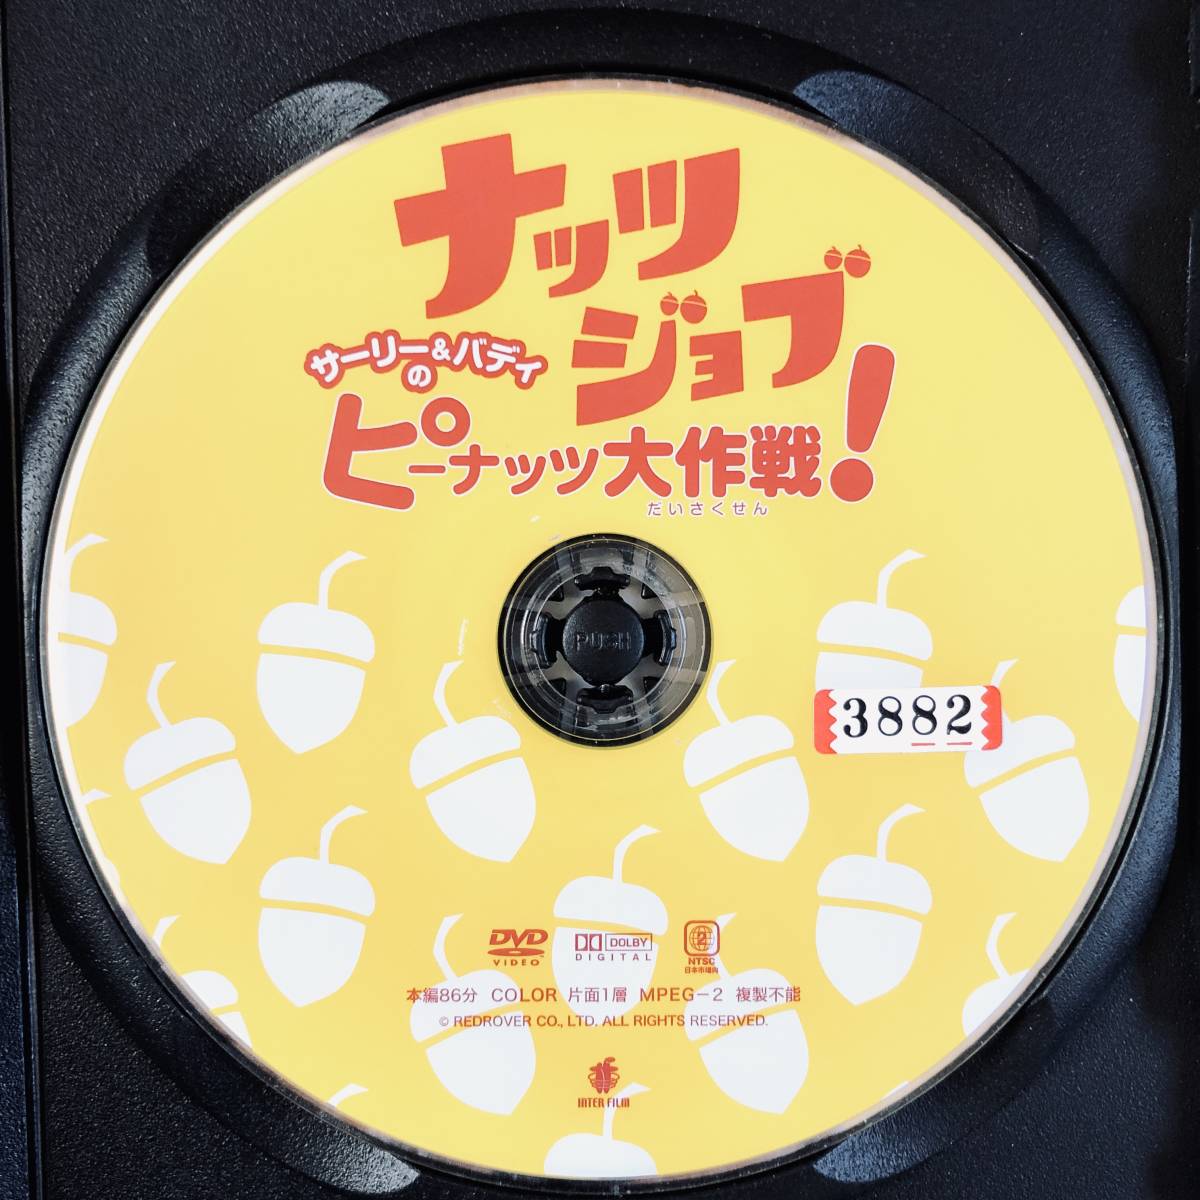 ナッツ
ジョブ
サーリー&バディ
の
ピーナッツ大作戦!
だいさくせん
PUSH
3882
DVD
VIDEO
DOLBY
DIGITAL
2
NTSC
日本市場向
本編86分 COLOR 片面1層 MPEG-2 複製不能
© REDROVER CO., LTD. ALL RIGHTS RESERVED.
INTER FILM